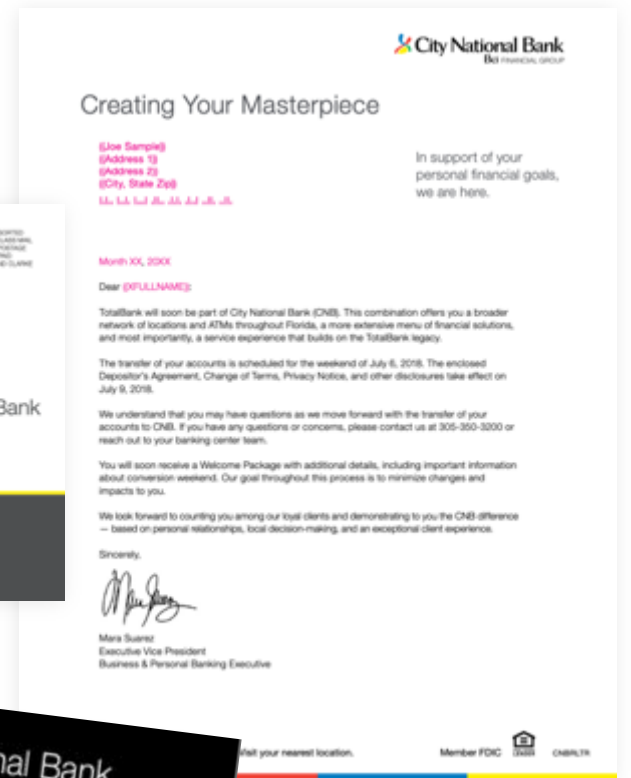 City National Bank
Bci FINANCIAL GROUP
Creating Your Masterpiece
((Joe Sample))
((Address 1))
((Address 2))
((City, State Zip))
In support of your
personal financial goals,
we are here.
Month XX, 20XX
Dear ((XFULLNAME)):
TotalBank will soon be part of City National Bank (CNB). This combination offers you a broader
network of locations and ATMs throughout Florida, a more extensive menu of financial solutions,
and most importantly, a service experience that builds on the TotalBank legacy.
The transfer of your accounts is scheduled for the weekend of July 6, 2018. The enclosed
Depositor's Agreement, Change of Terms, Privacy Notice, and other disclosures take effect on
July 9, 2018.
We understand that you may have questions as we move forward with the transfer of your
accounts to CNB. If you have any questions or concerns, please contact us at 305-350-3200 or
reach out to your banking center team.
You will soon receive a Welcome Package with additional details, including important information
about conversion weekend. Our goal throughout this process is to minimize changes and
impacts to you.
We look forward to counting you among our loyal clients and demonstrating to you the CNB difference
— based on personal relationships, local decision-making, and an exceptional client experience.
Sincerely,
Mara Suarez
Executive Vice President
Business & Personal Banking Executive
visit your nearest location.
Member FDIC
LENDER
CNBRLTR
Bank
nal Bank